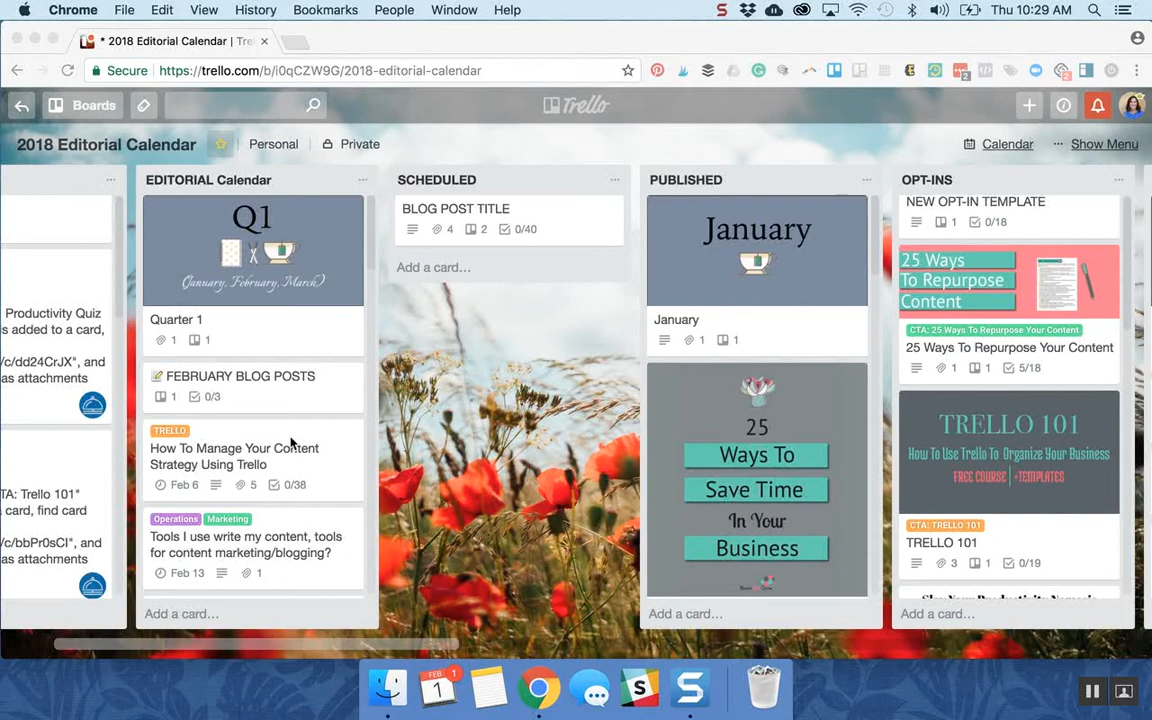 Chrome File Edit View History Bookmarks People Window Help
Thu 10:29 AM
* 2018 Editorial Calendar | Tre
Secure https://trello.com/b/i0qCZW9G/2018-editorial-calendar
2
2
Boards
Trello
2018 Editorial Calendar
Personal
Private
Calendar
Show Menu
Productivity Quiz
s added to a card,
/c/dd24CrJX", and
as attachments
TA: Trello 101"
card, find card
/c/bbPr0sCI", and
as attachments
EDITORIAL Calendar
Q1
(January, February, March)
Quarter 1
1 1
FEBRUARY BLOG POSTS
1 0/3
TRELLO
How To Manage Your Content
Strategy Using Trello
Feb 6 5 0/38
Operations Marketing
Tools I use write my content, tools
for content marketing/blogging?
Feb 13 1
Add a card...
SCHEDULED
BLOG POST TITLE
4 2 0/40
Add a card...
PUBLISHED
January
January
1 1
25
Ways To
Save Time
In Your
Business
Add a card...
OPT-INS
NEW OPT-IN TEMPLATE
1 0/18
25 Ways
To Repurpose
Content
CTA: 25 Ways To Repurpose Your Content
25 Ways To Repurpose Your Content
1 1 5/18
TRELLO 101
How To Use Trello To Organize Your Business
FREE COURSE | +TEMPLATES
CTA: TRELLO 101
TRELLO 101
3 1 0/19
Add a card...
FEB
1
1
S